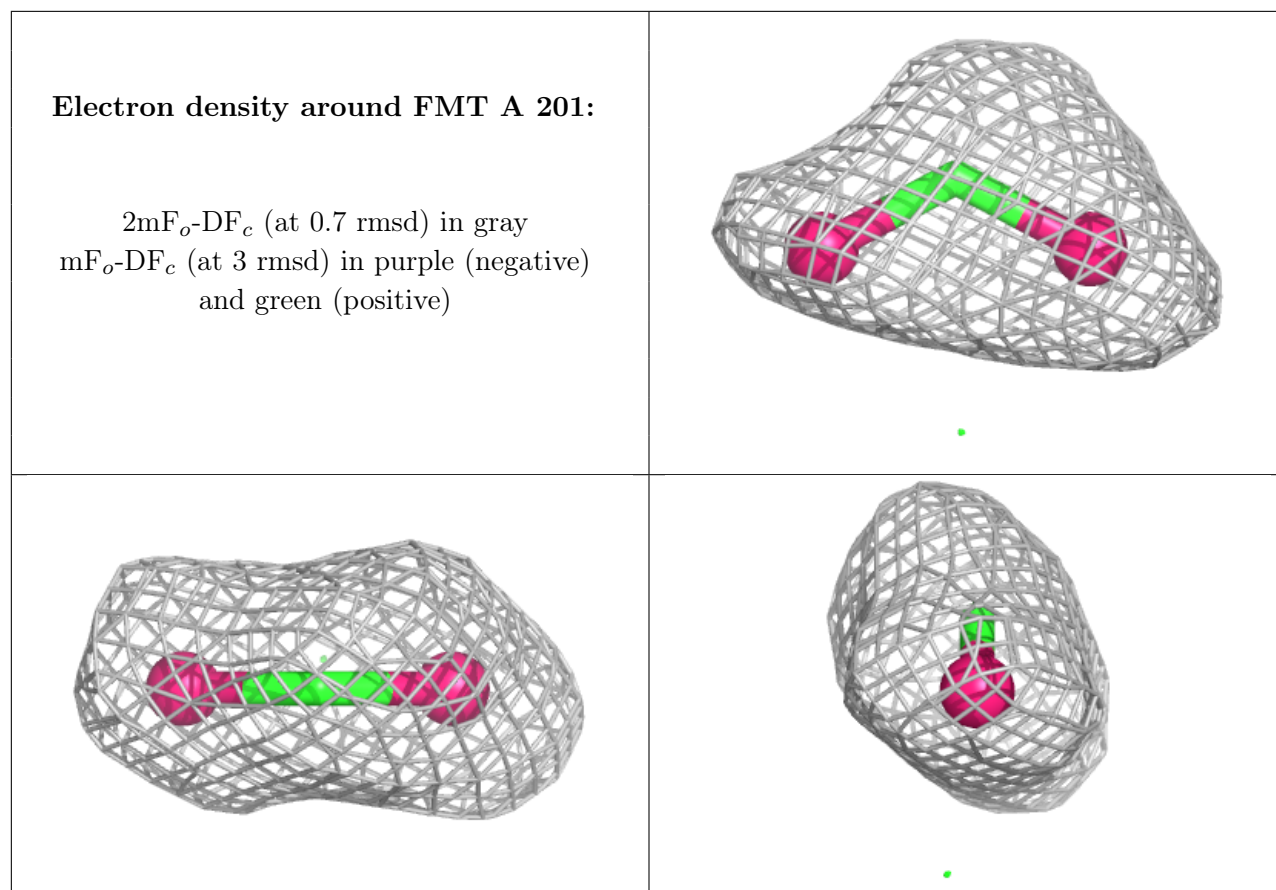 Electron density around FMT A 201:
2mFo-DFc (at 0.7 rmsd) in gray
mFo-DFc (at 3 rmsd) in purple (negative)
and green (positive)